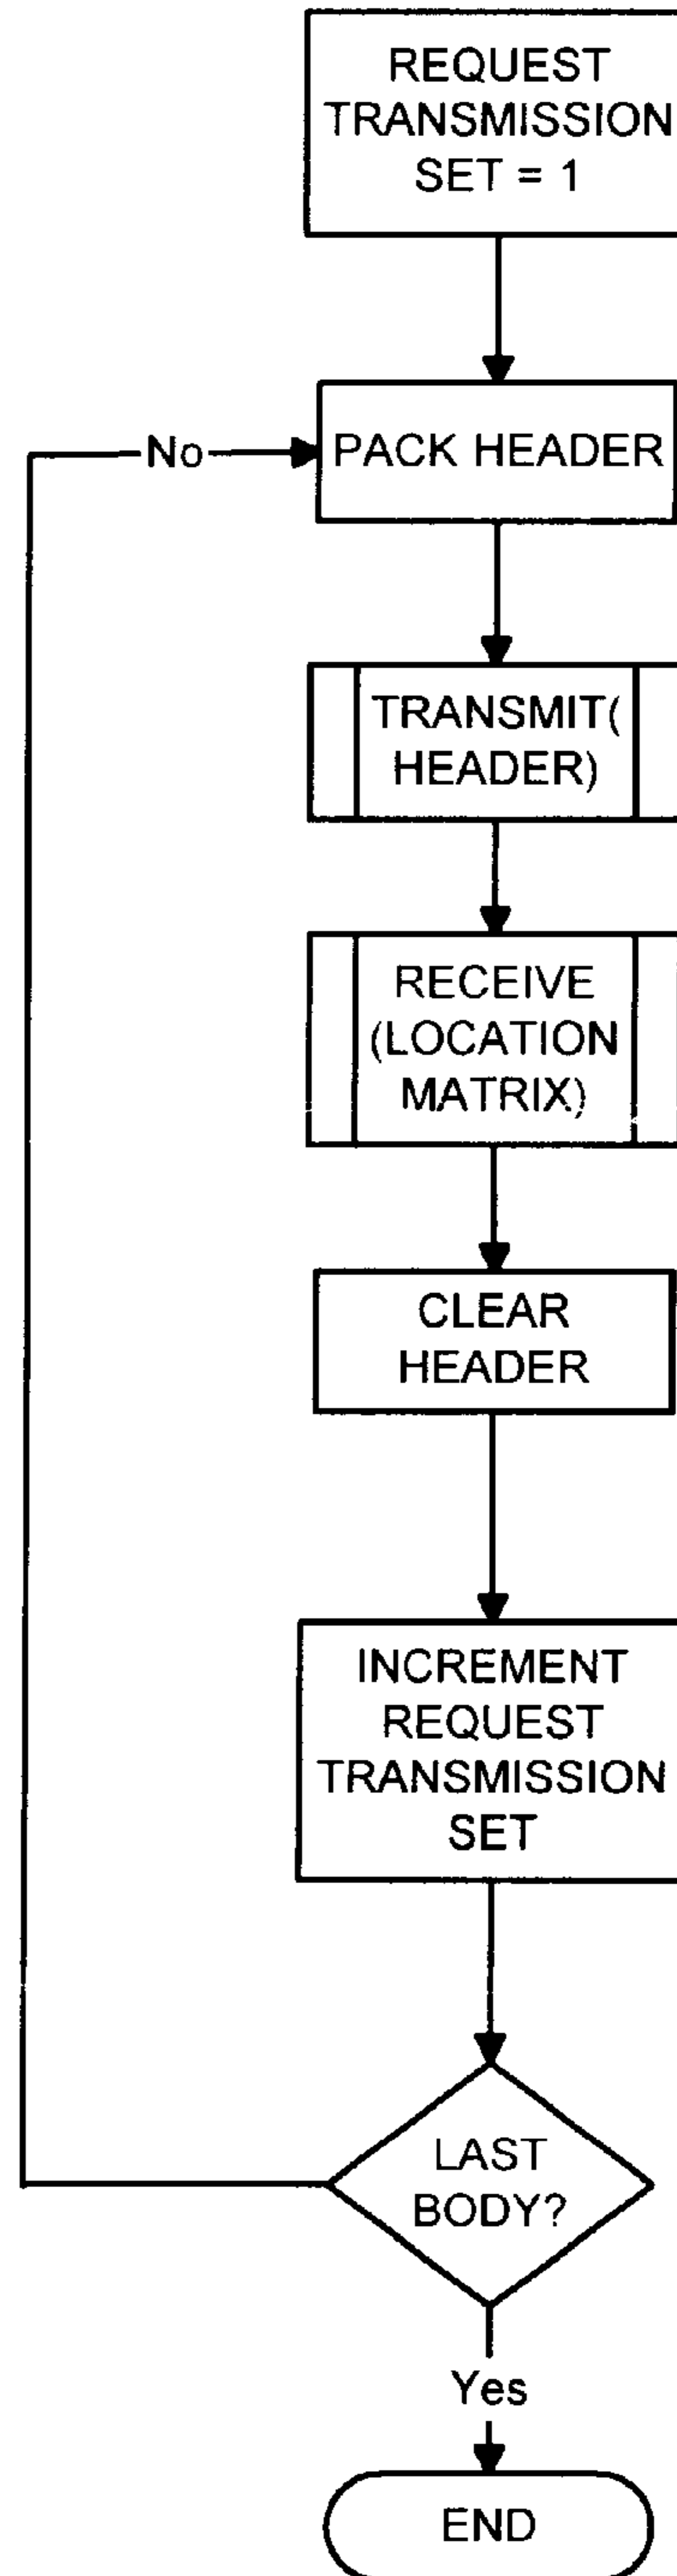 REQUEST
TRANSMISSION
SET = 1
No
PACK HEADER
TRANSMIT(
HEADER)
RECEIVE
(LOCATION
MATRIX)
CLEAR
HEADER
INCREMENT
REQUEST
TRANSMISSION
SET
LAST
BODY?
Yes
END